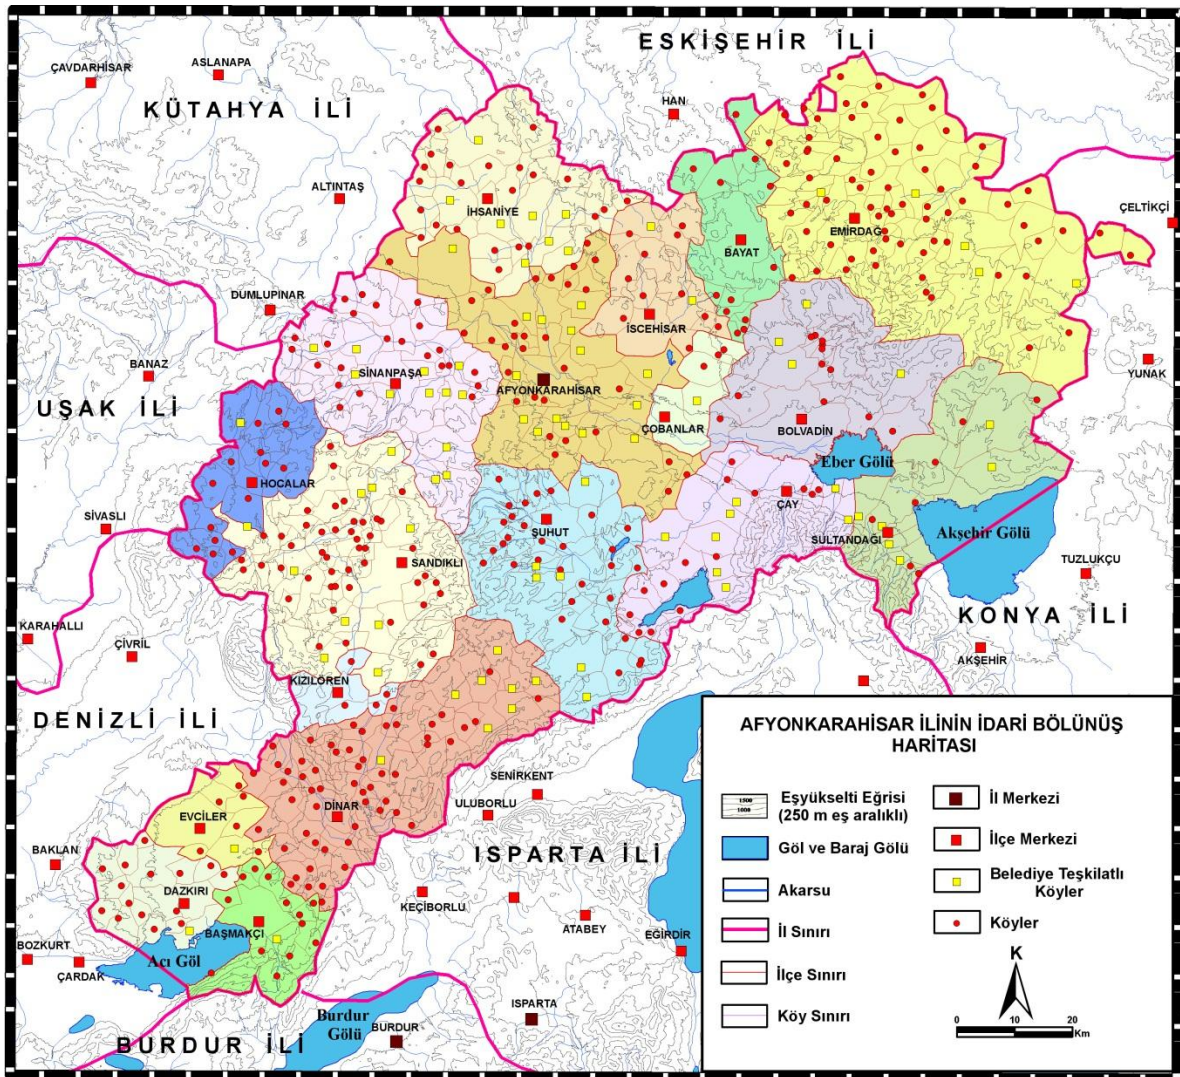 ESKİŞEHİR İLİ
ASLANAPA
ÇAVDARHİSAR
KÜTAHYA İLİ
HAN
ALTINTAŞ
İHSANİYE
ÇELTİKÇİ
EMİRDAĞ
BAYAT
DUMLUPINAR
İSCEHİSAR
BANAZ
YUNAK
SİNANPAŞA
AFYONKARAHİSAR
UŞAK İLİ
ÇOBANLAR
BOLVADİN
Eber Gölü
HOCALAR
ÇAY
SİVASLI
ŞUHUT
SULTANDAĞI
Akşehir Gölü
TUZLUKÇU
SANDIKLI
KONYA İLİ
KARAHALLI
ÇİVRİL
AKŞEHİR
KIZILÖREN
DENİZLİ İLİ
SENİRKENT
ULUBORLU
DİNAR
EVCİLER
BAKLAN
ISPARTA İLİ
DAZKIRI
KEÇİBORLU
BAŞMAKÇI
ATABEY
EĞİRDİR
BOZKURT
ÇARDAK
Acı Göl
ISPARTA
Burdur
Gölü
BURDUR
BURDUR İLİ
AFYONKARAHİSAR İLİNİN İDARİ BÖLÜNÜŞ
HARİTASI
1500
1000
Eşyükselti Eğrisi
(250 m eş aralıklı)
Göl ve Baraj Gölü
Akarsu
İl Sınırı
İlçe Sınırı
Köy Sınırı
İl Merkezi
İlçe Merkezi
Belediye Teşkilatlı
Köyler
Köyler
K
0 10 20
Km